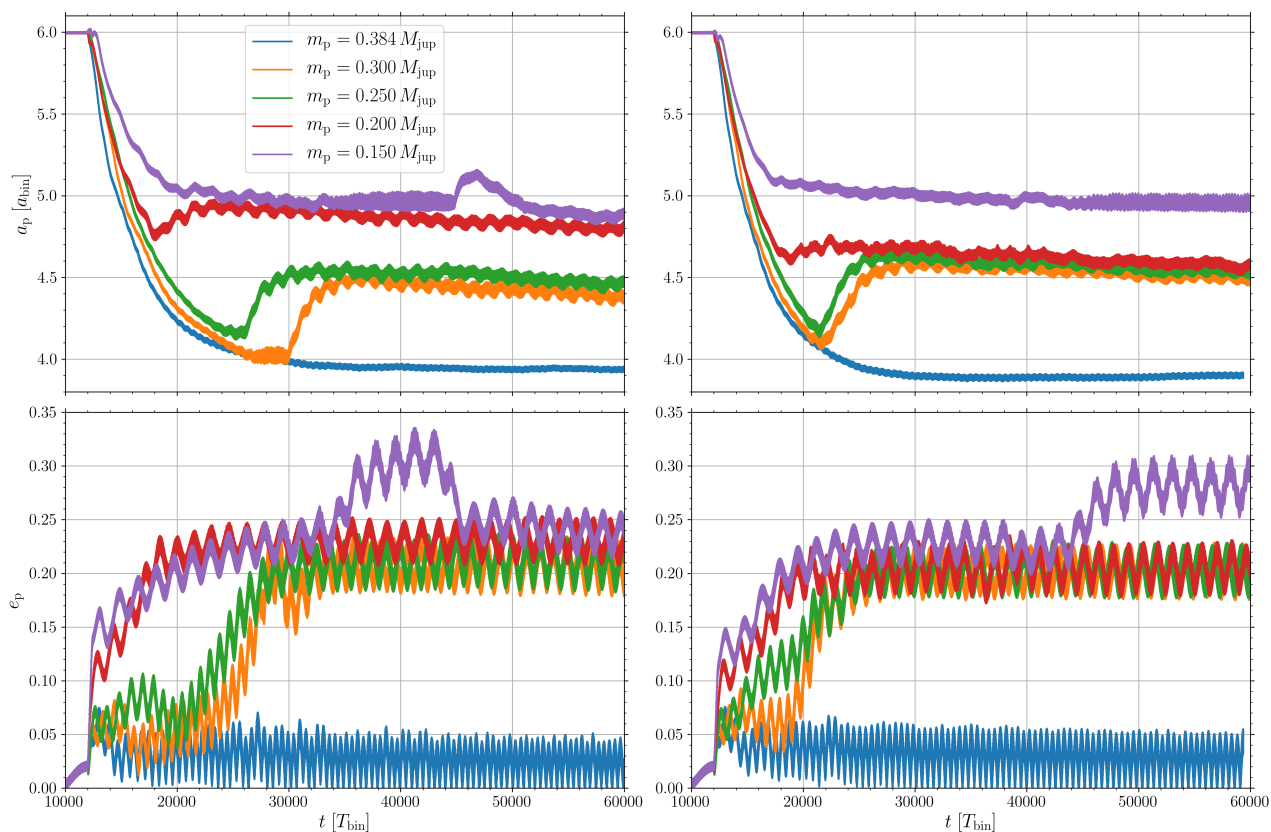 6.0
5.5
5.0
4.5
4.0
a_p [a_bin]
m_p = 0.384 M_jup
m_p = 0.300 M_jup
m_p = 0.250 M_jup
m_p = 0.200 M_jup
m_p = 0.150 M_jup
6.0
5.5
5.0
4.5
4.0
0.35
0.30
0.25
0.20
0.15
0.10
0.05
0.00
e_p
10000 20000 30000 40000 50000 60000
t [T_bin]
0.35
0.30
0.25
0.20
0.15
0.10
0.05
0.00
10000 20000 30000 40000 50000 60000
t [T_bin]